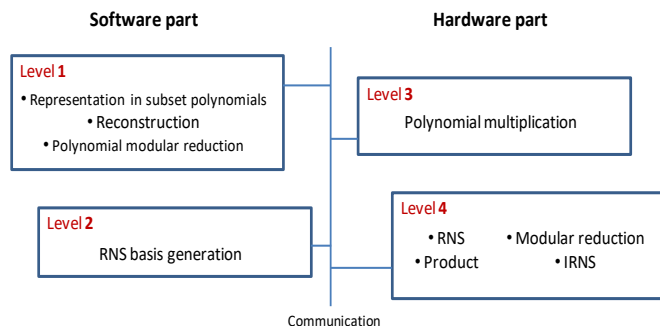 Software part
Hardware part
Level 1
• Representation in subset polynomials
• Reconstruction
• Polynomial modular reduction
Level 3
Polynomial multiplication
Level 2
RNS basis generation
Level 4
• RNS • Modular reduction
• Product • IRNS
Communication